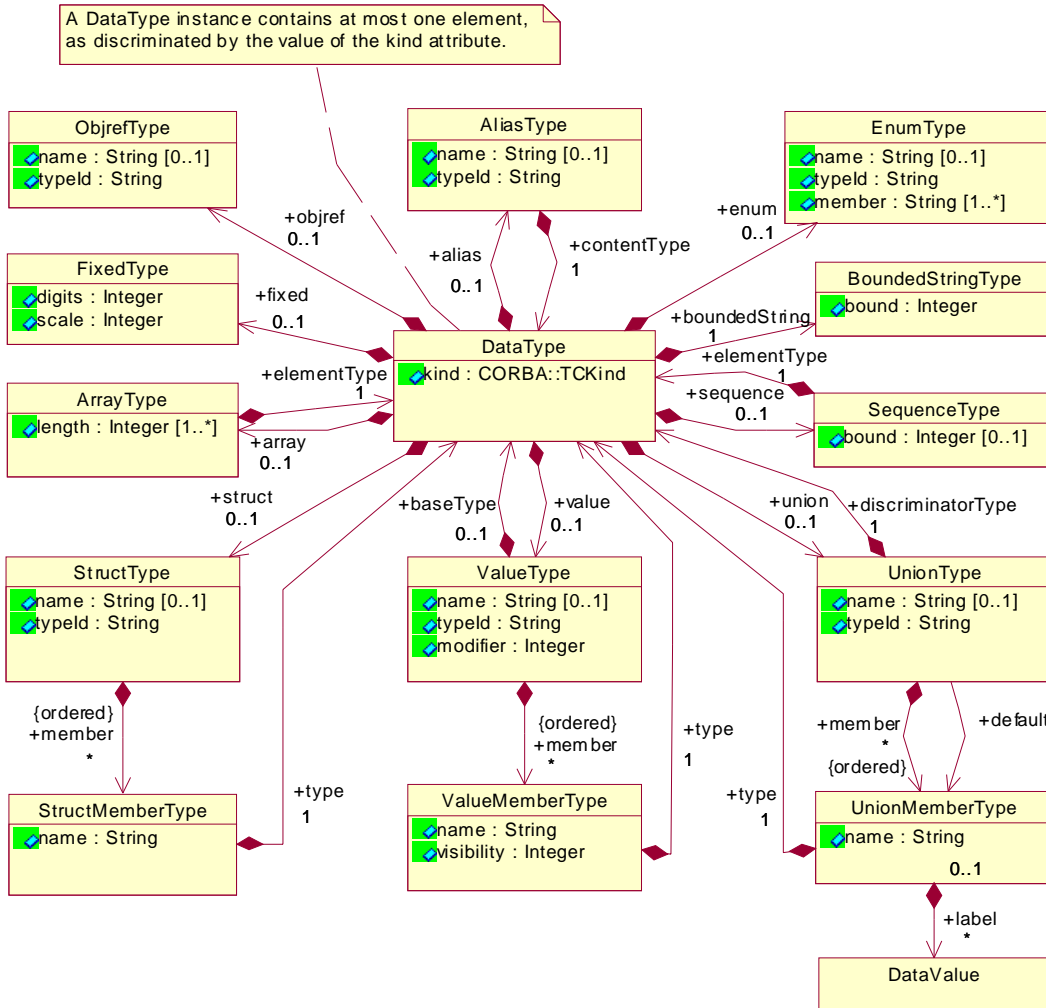 A DataType instance contains at most one element,
as discriminated by the value of the kind attribute.
ObjrefType
name : String [0..1]
typeId : String
AliasType
name : String [0..1]
typeId : String
EnumType
name : String [0..1]
typeId : String
member : String [1..*]
+objref
0..1
+alias
0..1
+contentType
1
+enum
0..1
FixedType
digits : Integer
scale : Integer
+fixed
0..1
BoundedStringType
bound : Integer
+boundedString
1
DataType
kind : CORBA::TCKind
+elementType
1
ArrayType
length : Integer [1..*]
+array
0..1
+elementType
1
+sequence
0..1
SequenceType
bound : Integer [0..1]
+struct
0..1
+baseType
0..1
+value
0..1
+union
0..1
+discriminatorType
1
StructType
name : String [0..1]
typeId : String
ValueType
name : String [0..1]
typeId : String
modifier : Integer
UnionType
name : String [0..1]
typeId : String
{ordered}
+member
*
{ordered}
+member
*
+type
1
+member
*
{ordered}
+default
StructMemberType
name : String
+type
1
ValueMemberType
name : String
visibility : Integer
+type
1
UnionMemberType
name : String
0..1
+label
*
DataValue